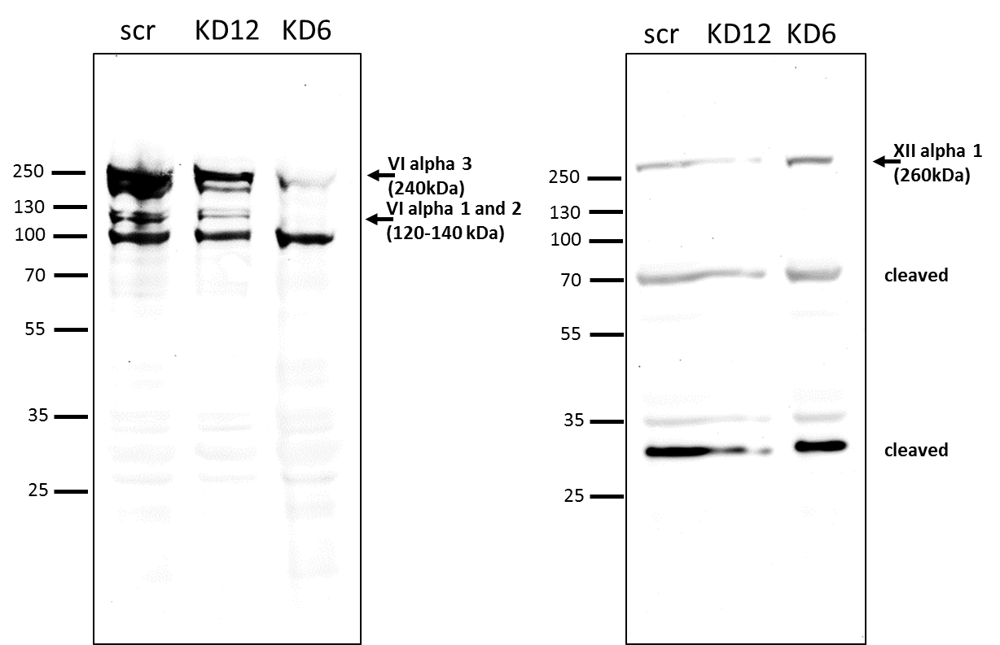 scr KD12 KD6
250
130
100
70
55
35
25
VI alpha 3
(240kDa)
VI alpha 1 and 2
(120-140 kDa)
scr KD12 KD6
250
130
100
70
55
35
25
XII alpha 1
(260kDa)
cleaved
cleaved